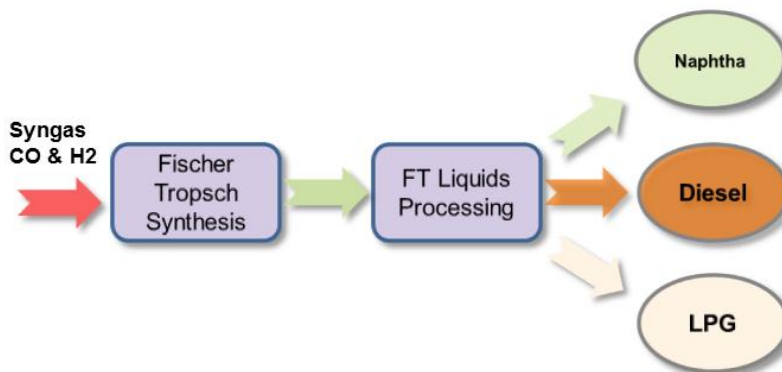 Syngas
CO & H2
Fischer
Tropsch
Synthesis
FT Liquids
Processing
Naphtha
Diesel
LPG